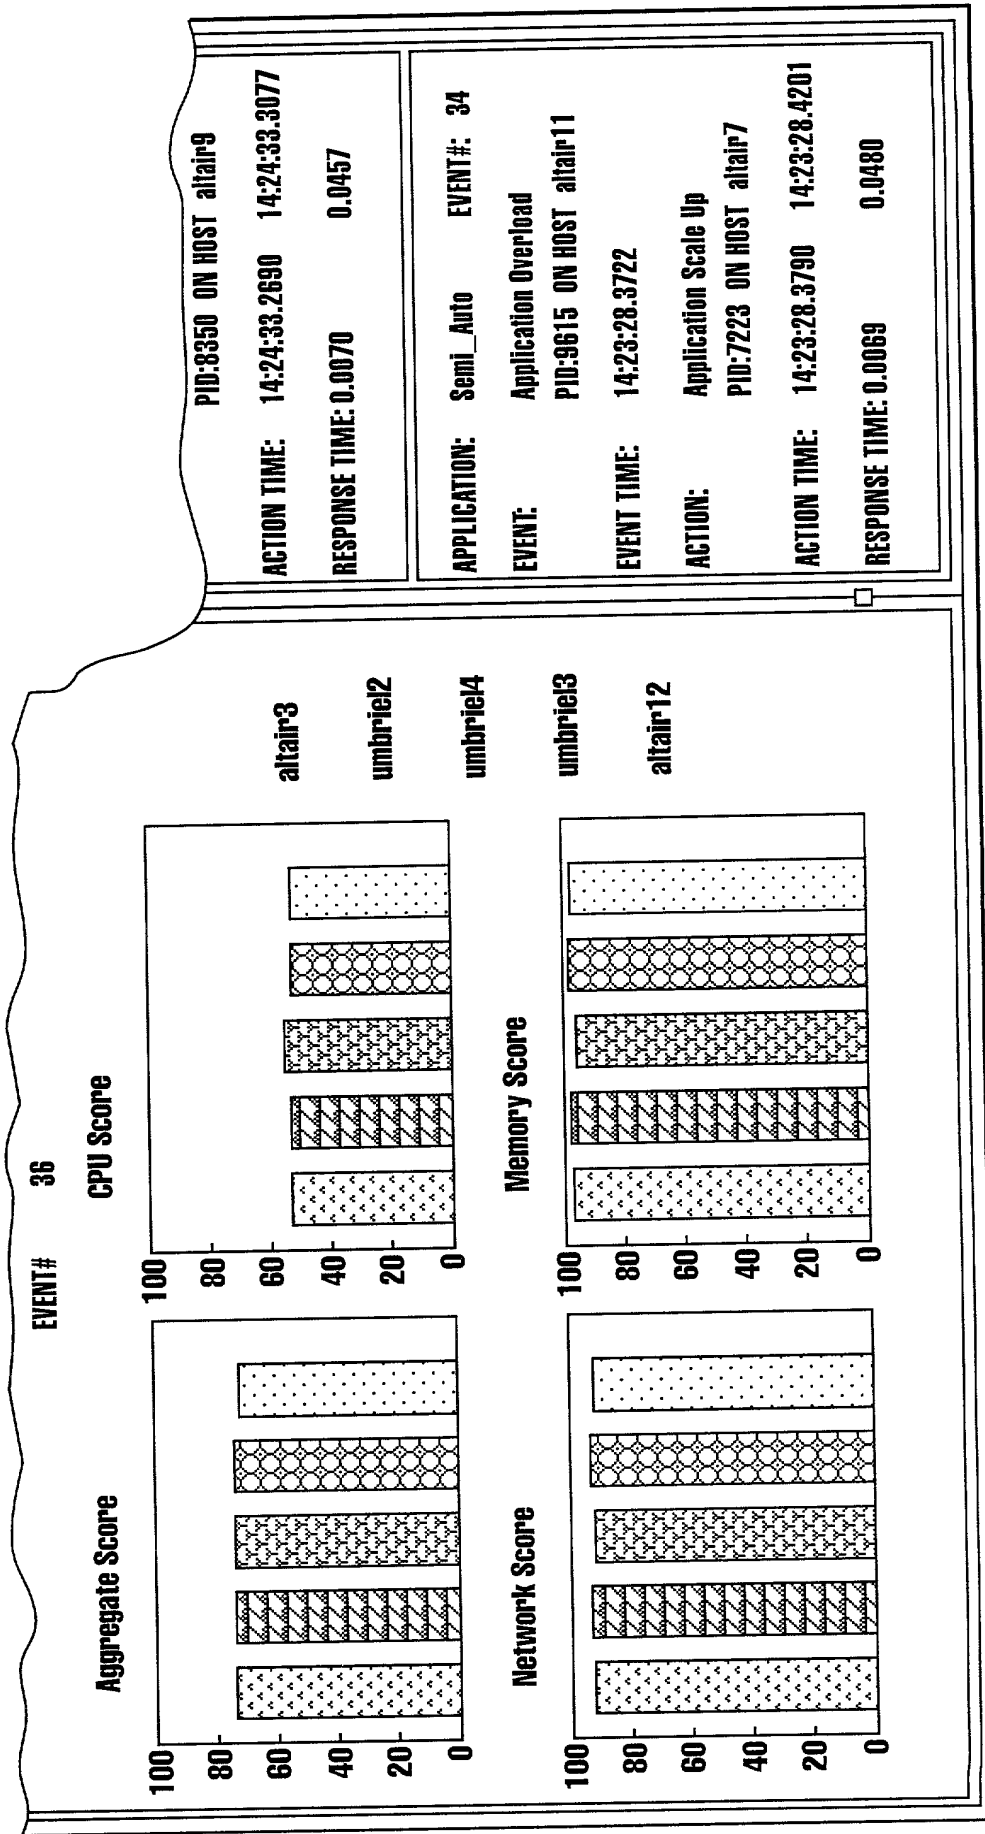 EVENT# 36
Aggregate Score
100
80
60
40
20
0
CPU Score
100
80
60
40
20
0
Network Score
100
80
60
40
20
0
Memory Score
100
80
60
40
20
0
altair3
umbriel2
umbriel4
umbriel3
altair12
PID:8350 ON HOST altair9
ACTION TIME: 14:24:33.2690 14:24:33.3077
RESPONSE TIME: 0.0070 0.0457
APPLICATION: Semi_Auto EVENT#: 34
EVENT: Application Overload
PID:9615 ON HOST altair11
EVENT TIME: 14:23:28.3722
ACTION: Application Scale Up
PID:7223 ON HOST altair7
ACTION TIME: 14:23:28.3790 14:23:28.4201
RESPONSE TIME: 0.0069 0.0480